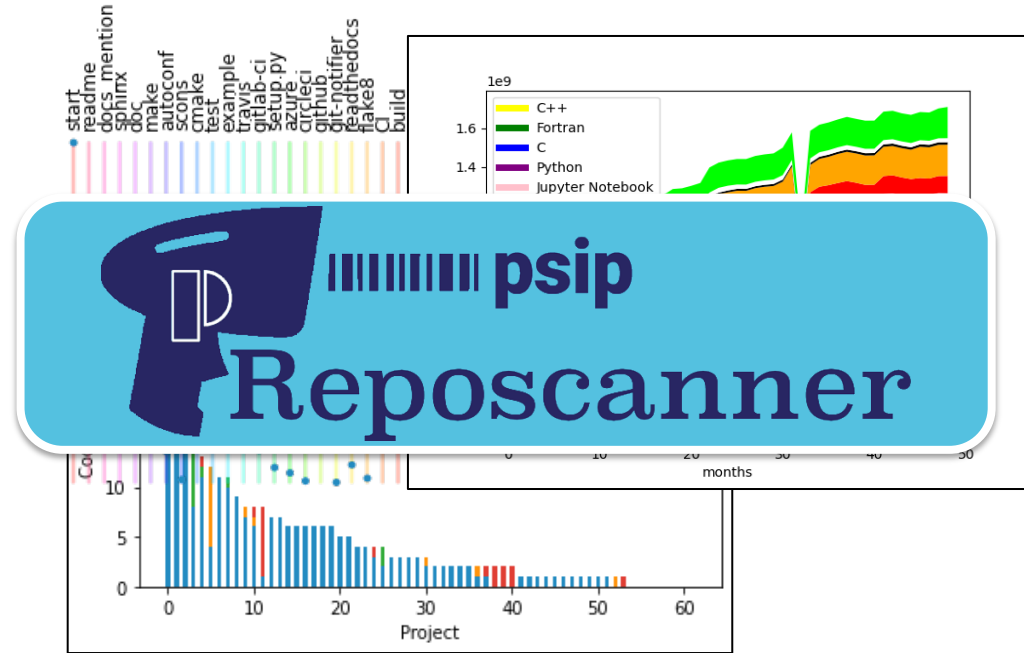 start
readme
docs_mention
sphinx
doc
make
autoconf
scons
cmake
test
example
travis
gitlab-ci
setup.py
azure
circleci
github
git-notifier
readthedocs
flake8
CI
build
1e9
1.6
1.4
C++
Fortran
C
Python
Jupyter Notebook
psip
Reposcanner
0 10 20 30 40 50
months
10
5
0
0 10 20 30 40 50 60
Project